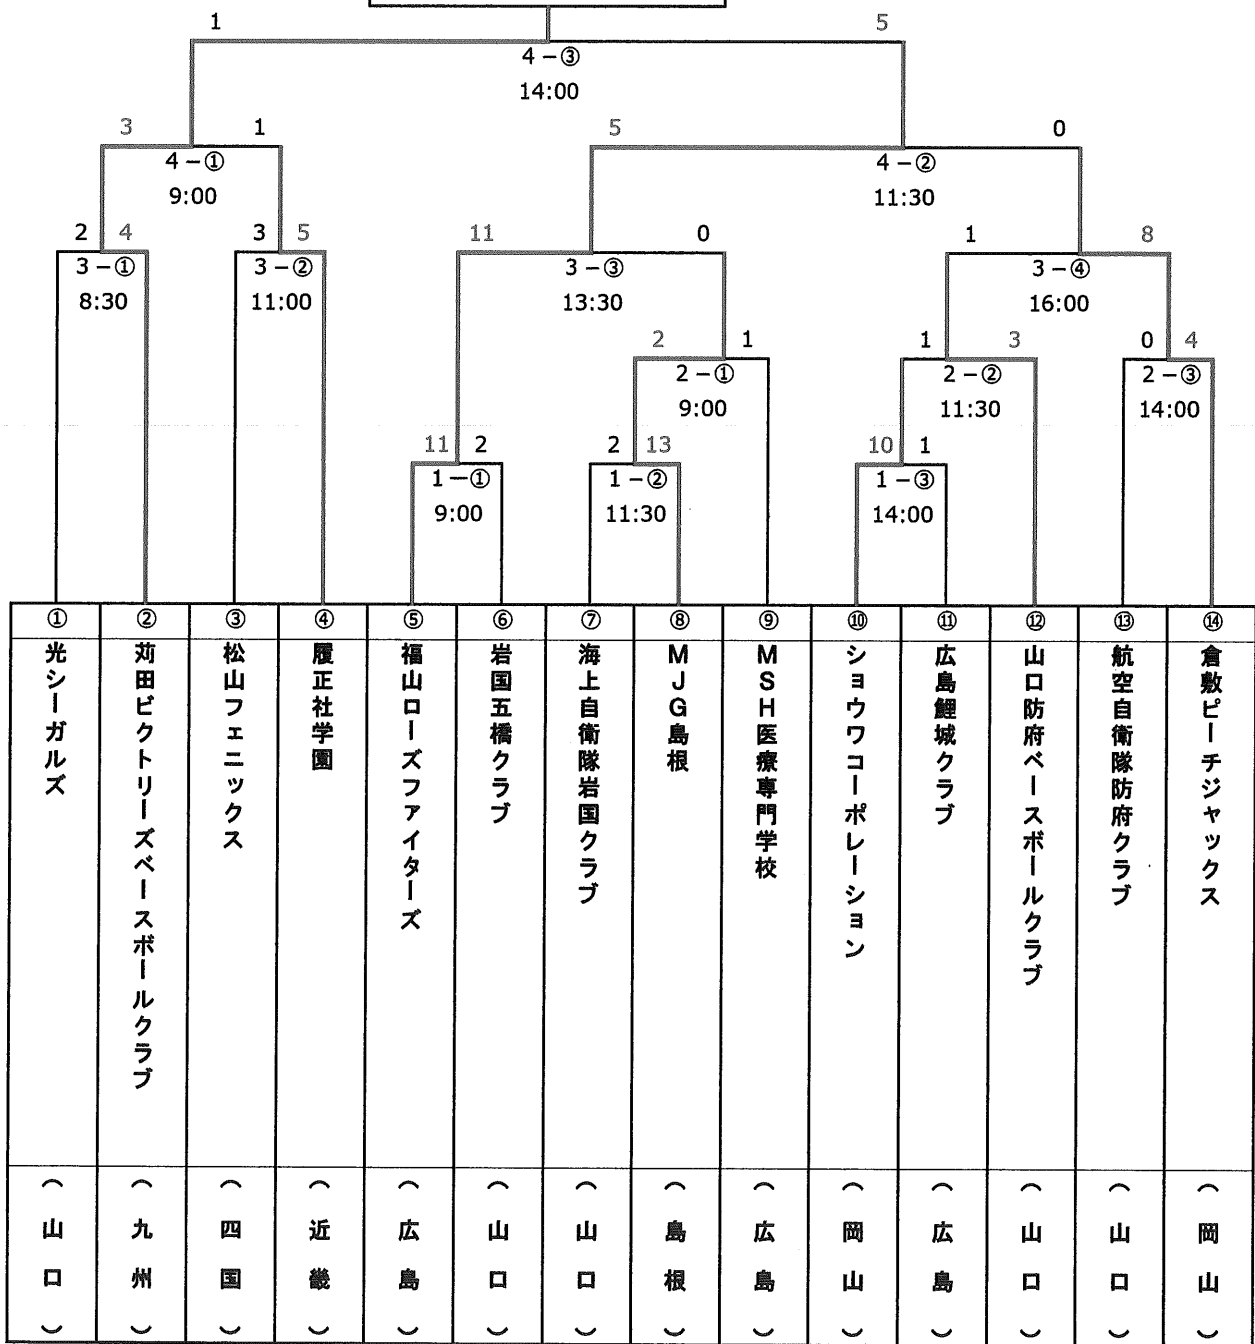 1 5
4－③
14:00
3 1
4－①
9:00
5 0
4－②
11:30
2 4
3－①
8:30
3 5
3－②
11:00
11 0
3－③
13:30
1 8
3－④
16:00
2 1
2－①
9:00
1 3
2－②
11:30
0 4
2－③
14:00
11 2
1－①
9:00
2 13
1－②
11:30
10 1
1－③
14:00
①
光シーガルズ
（山口）
②
苅田ビクトリーズベースボールクラブ
（九州）
③
松山フェニックス
（四国）
④
履正社学園
（近畿）
⑤
福山ローズファイターズ
（広島）
⑥
岩国五橋クラブ
（山口）
⑦
海上自衛隊岩国クラブ
（山口）
⑧
ＭＪＧ島根
（島根）
⑨
ＭＳＨ医療専門学校
（広島）
⑩
ショウワコーポレーション
（岡山）
⑪
広島鯉城クラブ
（広島）
⑫
山口防府ベースボールクラブ
（山口）
⑬
航空自衛隊防府クラブ
（山口）
⑭
倉敷ピーチジャックス
（岡山）